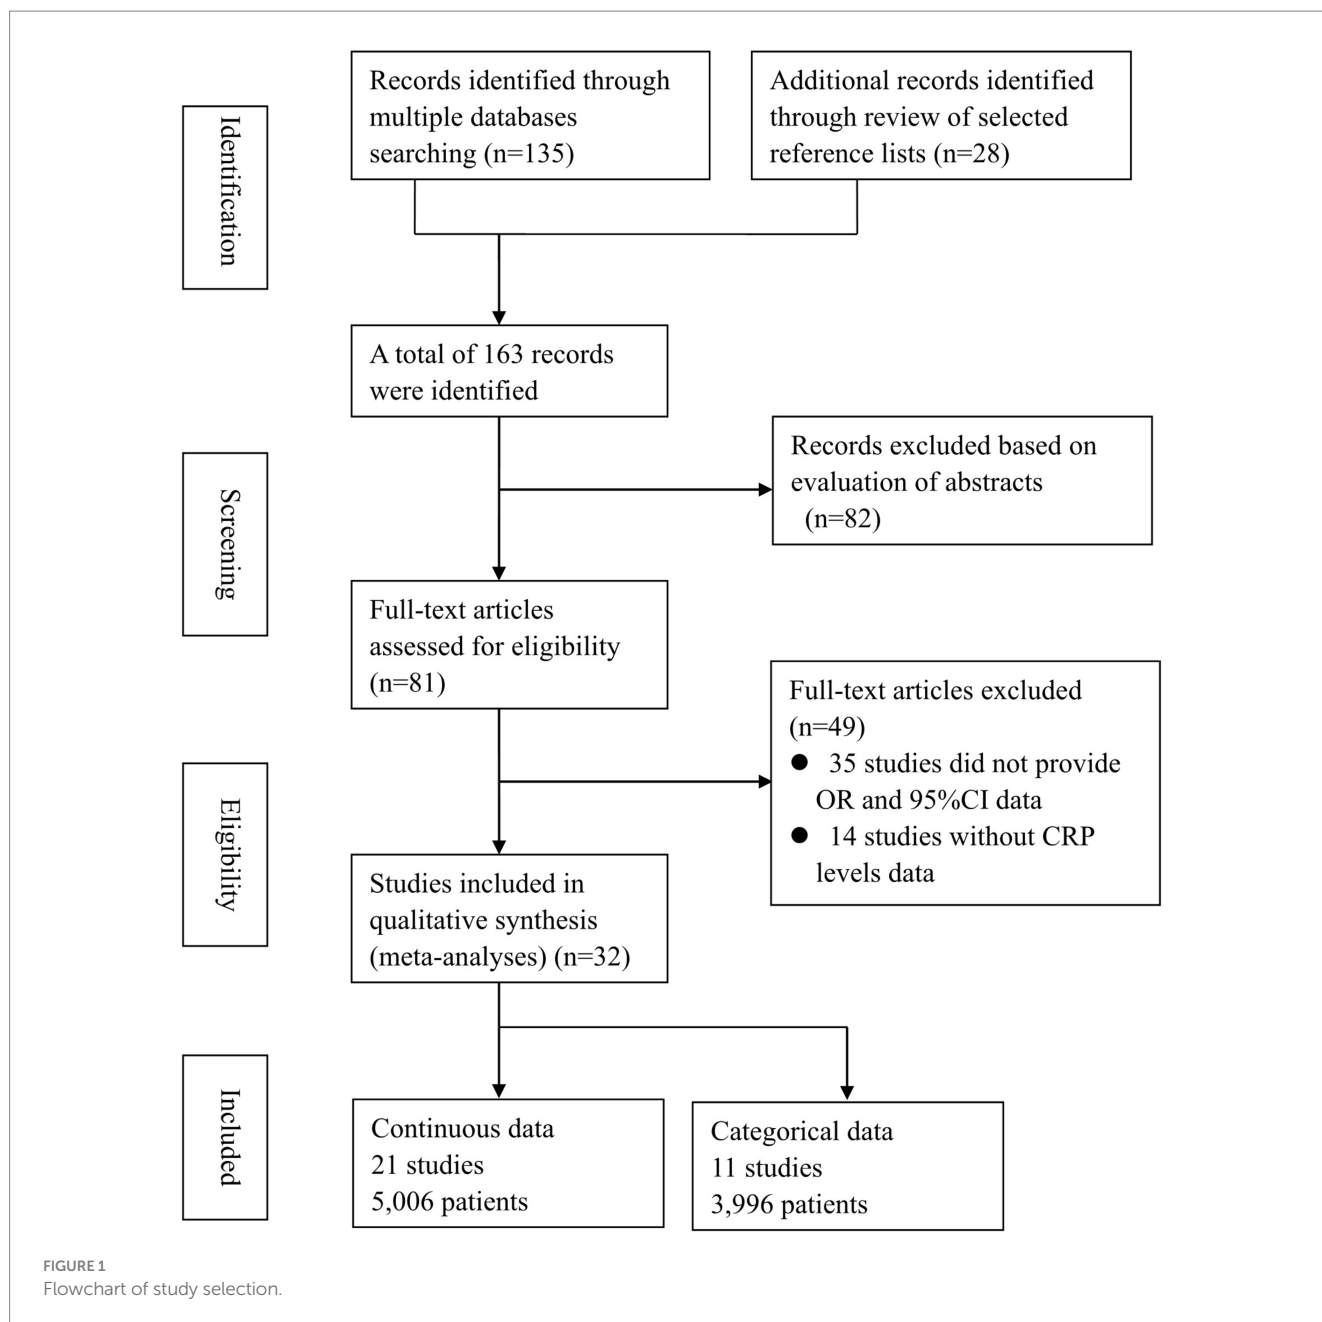 Identification
Records identified through
multiple databases
searching (n=135)
Additional records identified
through review of selected
reference lists (n=28)
A total of 163 records
were identified
Screening
Records excluded based on
evaluation of abstracts
(n=82)
Full-text articles
assessed for eligibility
(n=81)
Eligibility
Full-text articles excluded
(n=49)
● 35 studies did not provide
OR and 95%CI data
● 14 studies without CRP
levels data
Studies included in
qualitative synthesis
(meta-analyses) (n=32)
Included
Continuous data
21 studies
5,006 patients
Categorical data
11 studies
3,996 patients
FIGURE 1
Flowchart of study selection.